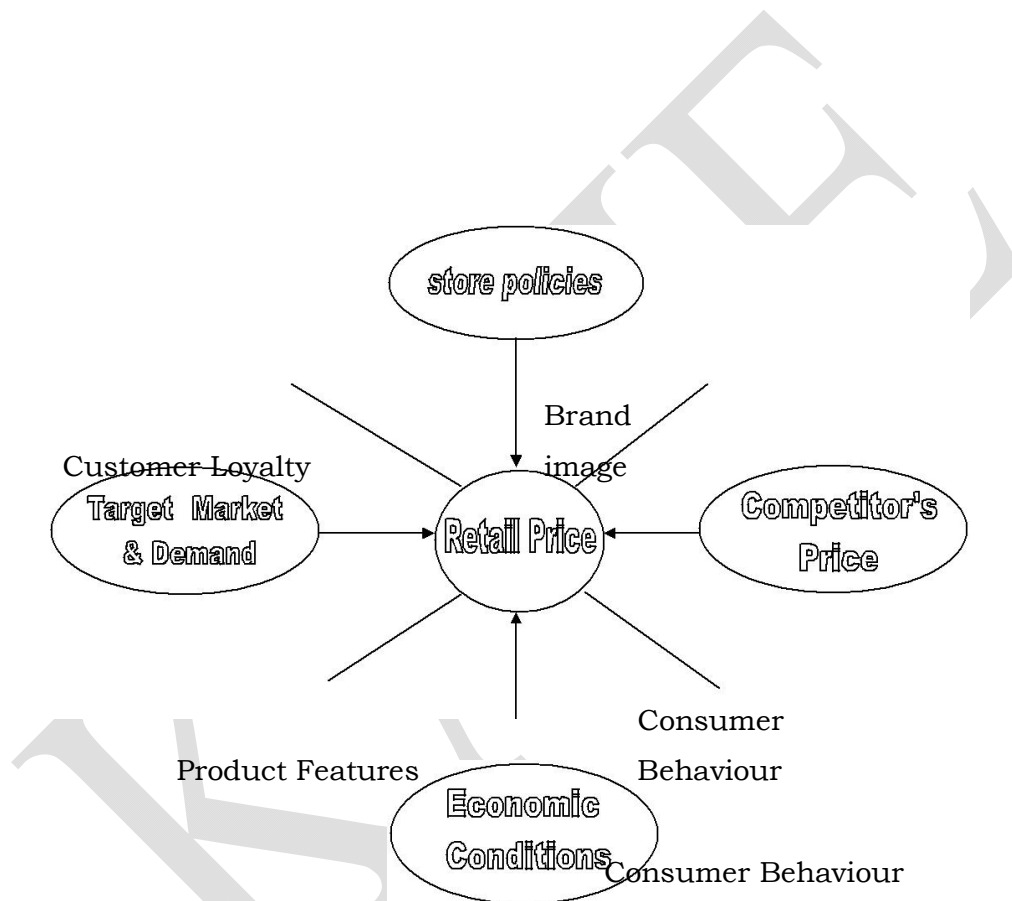 store policies
Brand
image
Customer Loyalty
Target Market
& Demand
Retail Price
Competitor's
Price
Consumer
Behaviour
Product Features
Economic
Conditions
Consumer Behaviour